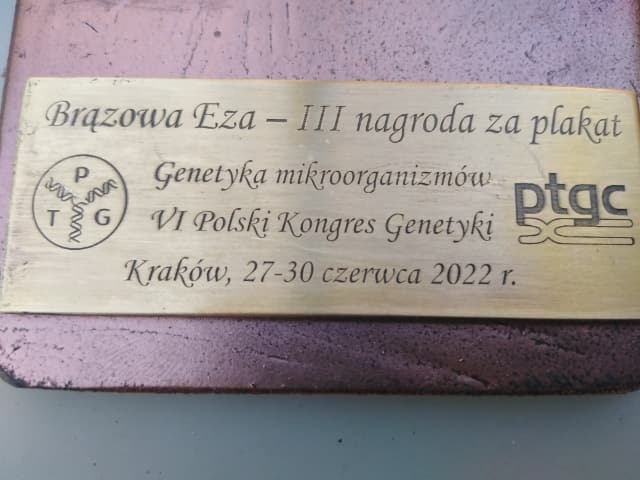 Brązowa Eza – III nagroda za plakat
Genetyka mikroorganizmów
VI Polski Kongres Genetyki
Kraków, 27-30 czerwca 2022 r.
P
T G
ptgc